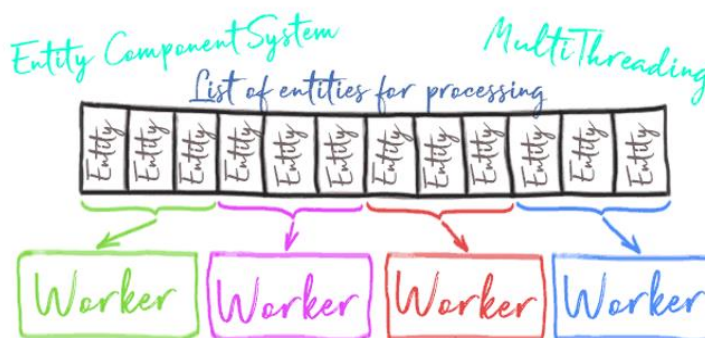 Entity Component System
MultiThreading
List of entities for processing
Entity Entity Entity Entity Entity Entity Entity Entity Entity Entity Entity Entity
Worker Worker Worker Worker